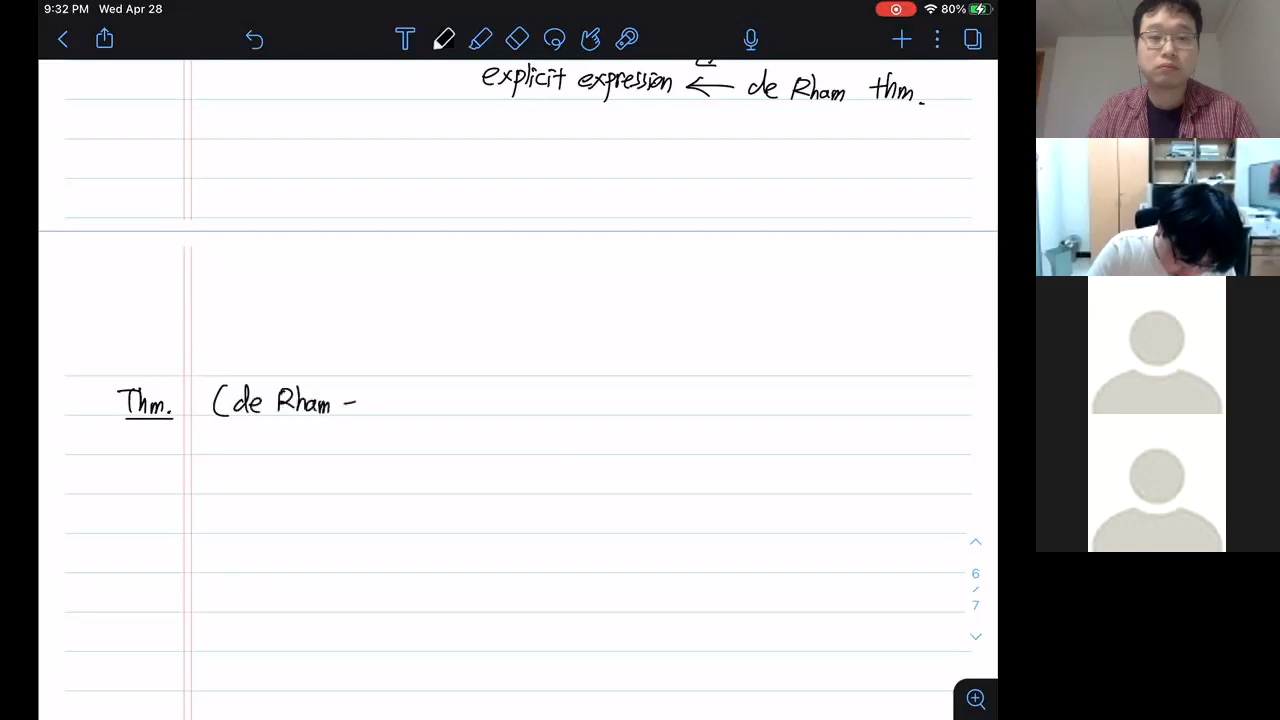 9:32 PM Wed Apr 28
80%
explicit expression ← de Rham thm.
Thm. (de Rham -
6
/
7